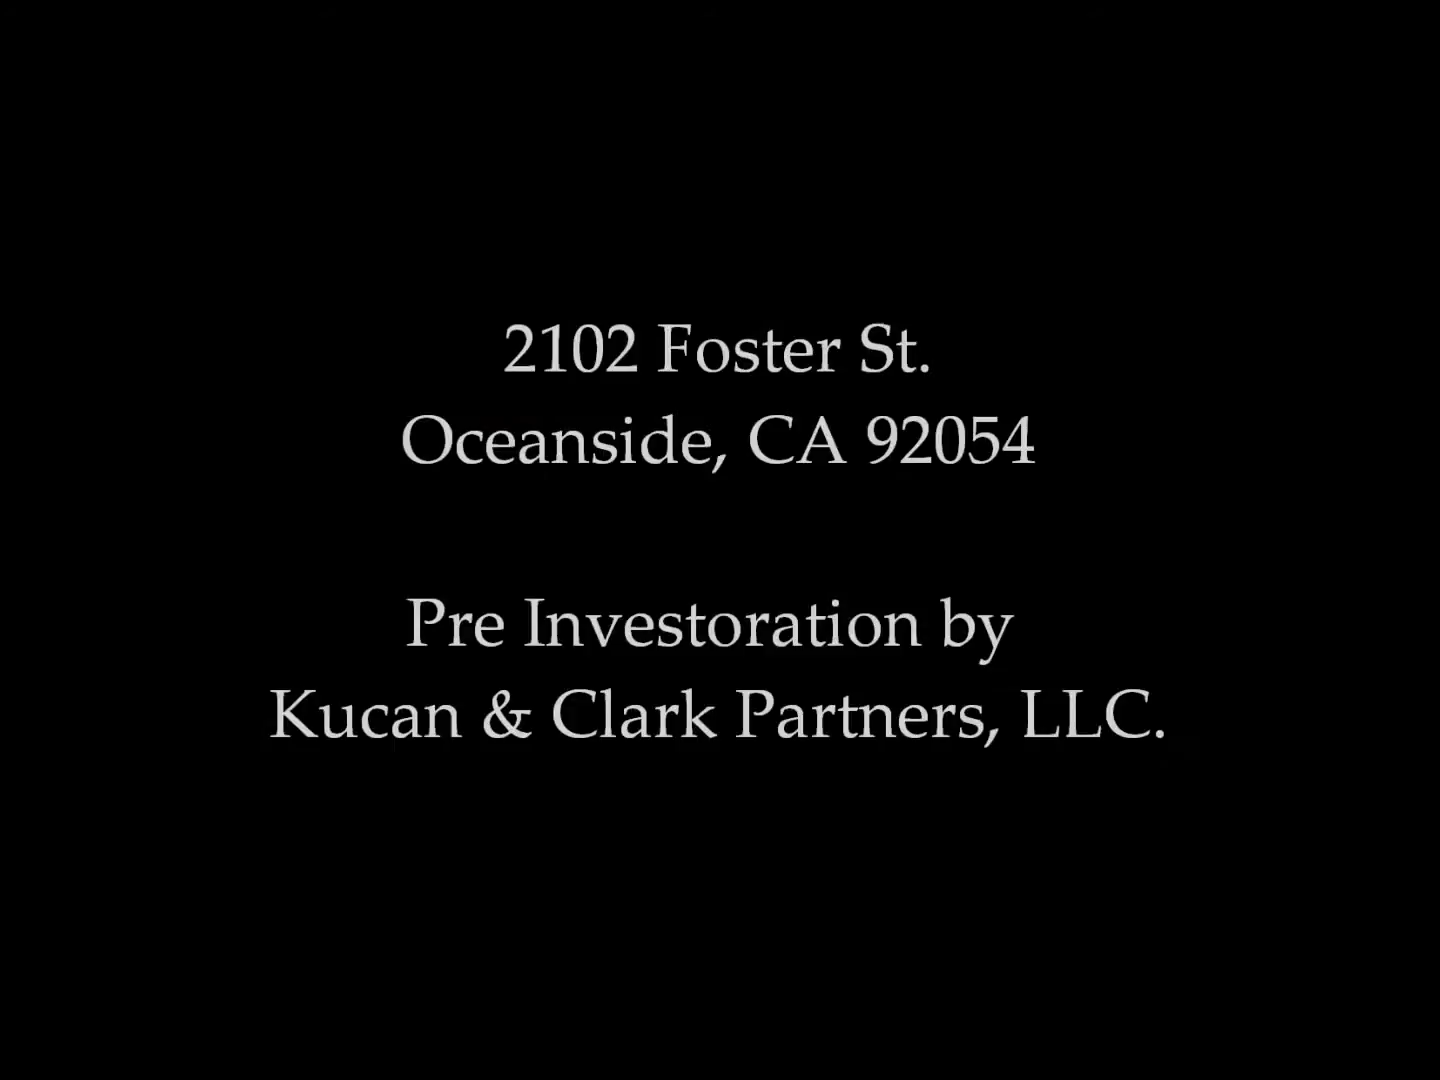 2102 Foster St.
Oceanside, CA 92054
Pre Investoration by
Kucan & Clark Partners, LLC.